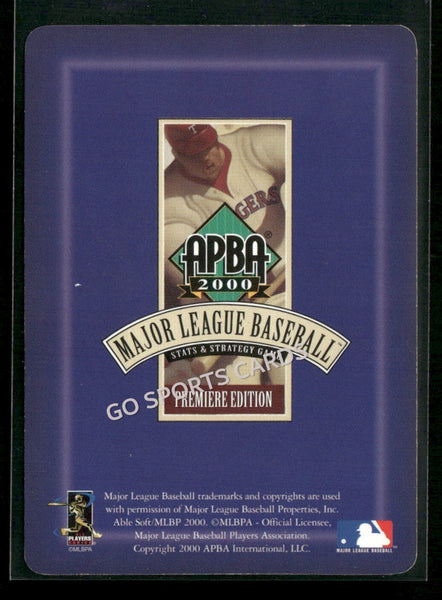 T
GERS
APBA®
2000
MAJOR LEAGUE BASEBALL™
STATS & STRATEGY GAME
GO SPORTS CARDS
PREMIERE EDITION
Major League Baseball trademarks and copyrights are used
with permission of Major League Baseball Properties, Inc.
Able Soft/MLBP 2000. ©MLBPA - Official Licensee,
Major League Baseball Players Association.
Copyright 2000 APBA International, LLC.
PLAYERS
CHOICE
©MLBPA
MAJOR LEAGUE BASEBALL